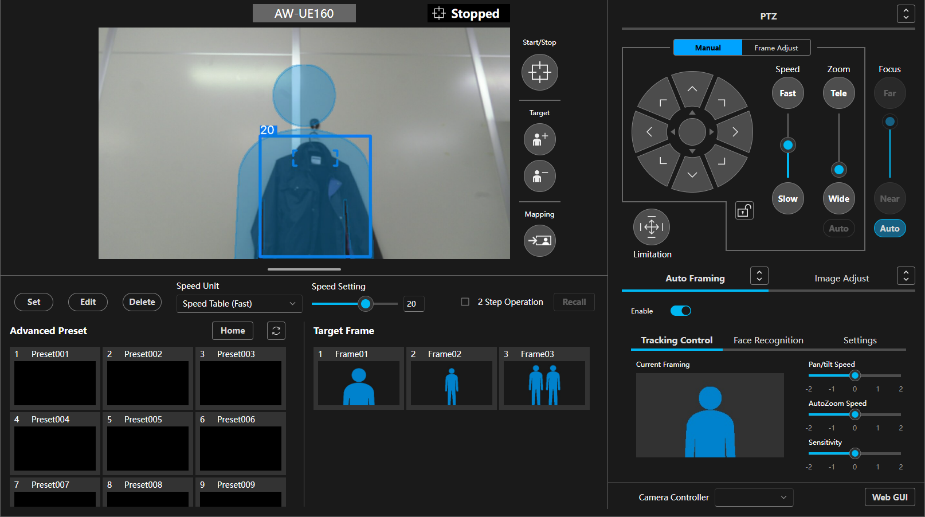 AW-UE160
Stopped
20
Start/Stop
Target
Mapping
PTZ
Manual
Frame Adjust
Speed
Zoom
Focus
Fast
Tele
Far
Slow
Wide
Near
Auto
Auto
Limitation
Set
Edit
Delete
Speed Unit
Speed Table (Fast)
Speed Setting
20
2 Step Operation
Recall
Advanced Preset
Home
1 Preset001
2 Preset002
3 Preset003
4 Preset004
5 Preset005
6 Preset006
7 Preset007
8 Preset008
9 Preset009
Target Frame
1 Frame01
2 Frame02
3 Frame03
Auto Framing
Image Adjust
Enable
Tracking Control
Face Recognition
Settings
Current Framing
Pan/tilt Speed
-2 -1 0 1 2
AutoZoom Speed
-2 -1 0 1 2
Sensitivity
-2 -1 0 1 2
Camera Controller
Web GUI